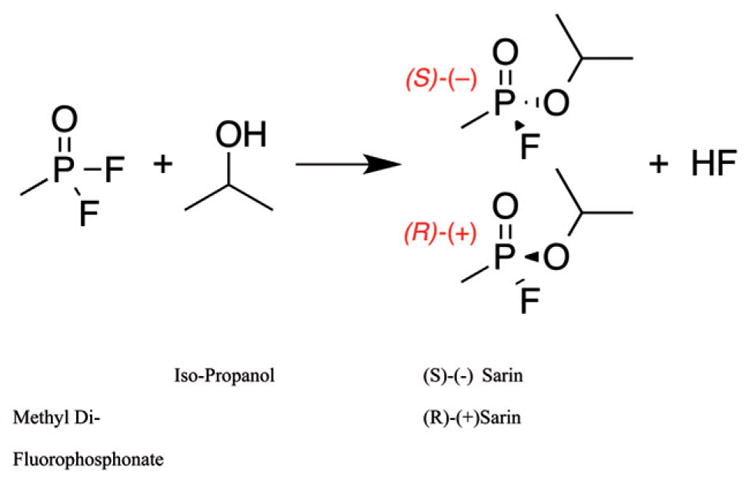 O
(S)-(–) P O
O OH F
P F + + HF
F O
(R)-(+) P O
F
Iso-Propanol (S)-(-) Sarin
Methyl Di- (R)-(+)Sarin
Fluorophosphonate